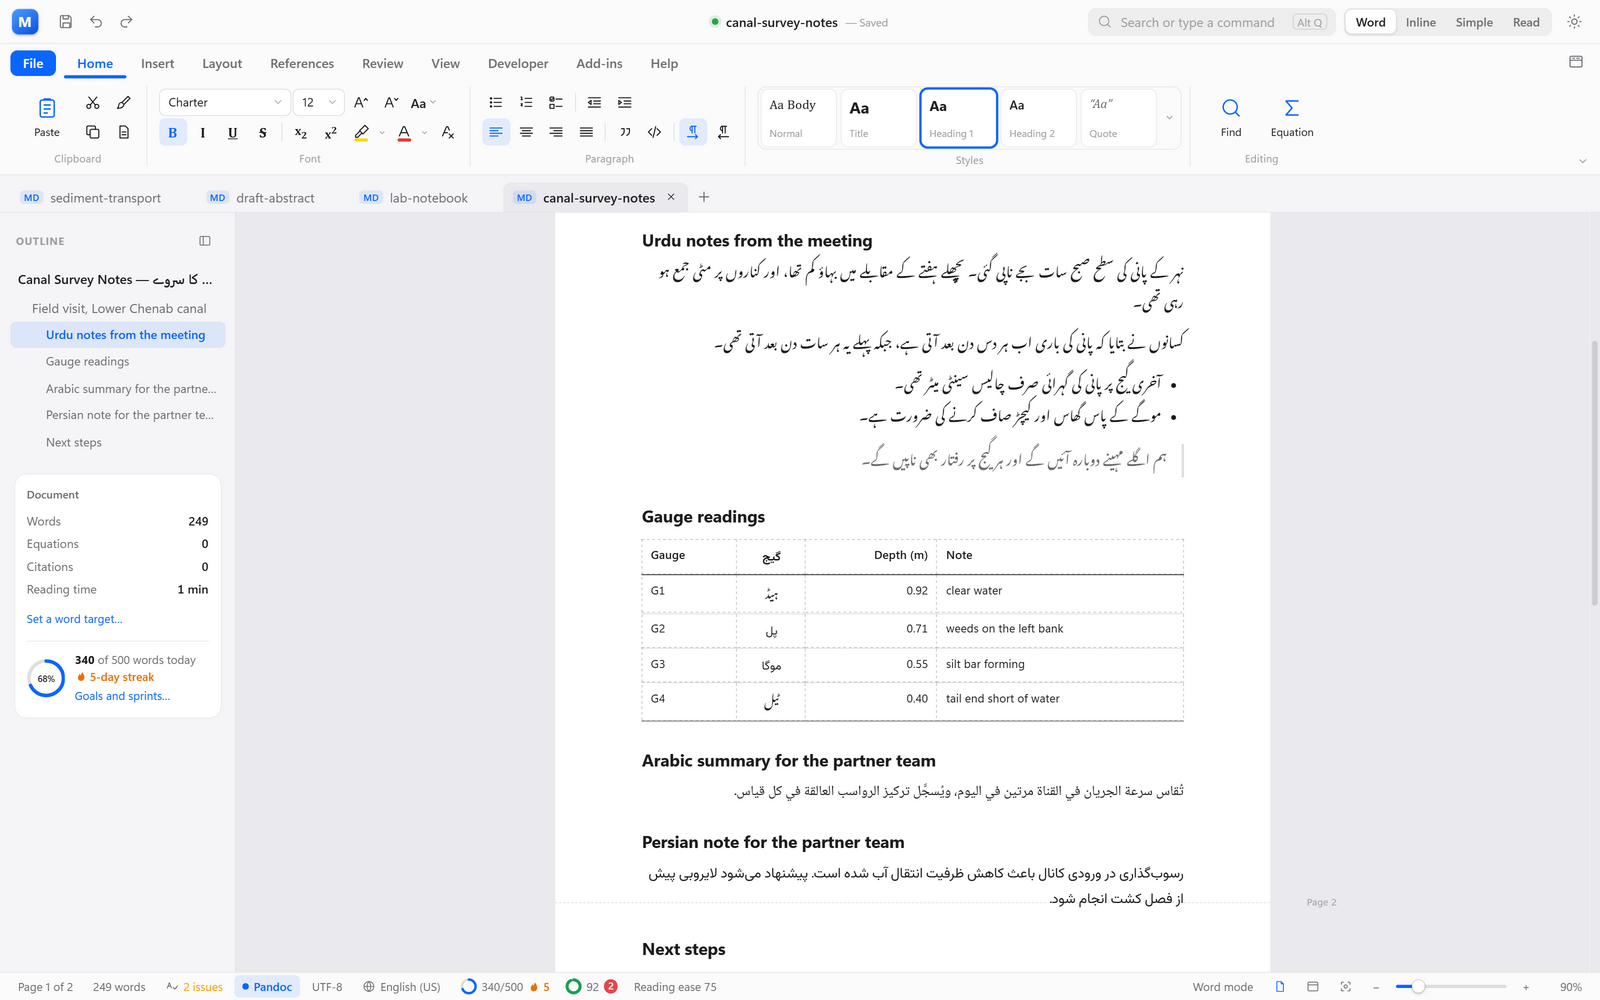 M
canal-survey-notes — Saved
Search or type a command Alt Q
Word Inline Simple Read
File Home Insert Layout References Review View Developer Add-ins Help
Paste
Clipboard
Charter 12 A A Aa
B I U S x₂ x² A A
Font
Paragraph
Aa Body Aa Aa Aa "Aa"
Normal Title Heading 1 Heading 2 Quote
Styles
Find Equation
Editing
MD sediment-transport MD draft-abstract MD lab-notebook MD canal-survey-notes × +
OUTLINE
Canal Survey Notes — کا سروے ...
Field visit, Lower Chenab canal
Urdu notes from the meeting
Gauge readings
Arabic summary for the partne...
Persian note for the partner te...
Next steps
Document
Words 249
Equations 0
Citations 0
Reading time 1 min
Set a word target...
68% 340 of 500 words today
5-day streak
Goals and sprints...
Urdu notes from the meeting
نہر کے پانی کی سطح صبح سات بجے ناپی گئی۔ پچھلے ہفتے کے مقابلے میں بہاؤ کم تھا، اور کناروں پر مٹی جمع ہو
رہی تھی۔
کسانوں نے بتایا کہ پانی کی باری اب ہر دس دن بعد آتی ہے، جبکہ پہلے یہ ہر سات دن بعد آتی تھی۔
• آخری گیج پر پانی کی گہرائی صرف چالیس سینٹی میٹر تھی۔
• موگے کے پاس گھاس اور کیچڑ صاف کرنے کی ضرورت ہے۔
ہم اگلے مہینے دوبارہ آئیں گے اور ہر گیج پر رفتار بھی ناپیں گے۔
Gauge readings
Gauge گیج Depth (m) Note
G1 ہیڈ 0.92 clear water
G2 پل 0.71 weeds on the left bank
G3 موگا 0.55 silt bar forming
G4 ٹیل 0.40 tail end short of water
Arabic summary for the partner team
تُقاس سرعة الجريان في القناة مرتين في اليوم، ويُسجَّل تركيز الرواسب العالقة في كل قياس.
Persian note for the partner team
رسوب‌گذاری در ورودی کانال باعث کاهش ظرفیت انتقال آب شده است. پیشنهاد می‌شود لایروبی پیش
از فصل کشت انجام شود.
Page 2
Next steps
Page 1 of 2 249 words 2 issues Pandoc UTF-8 English (US) 340/500 5 92 2 Reading ease 75 Word mode − + 90%